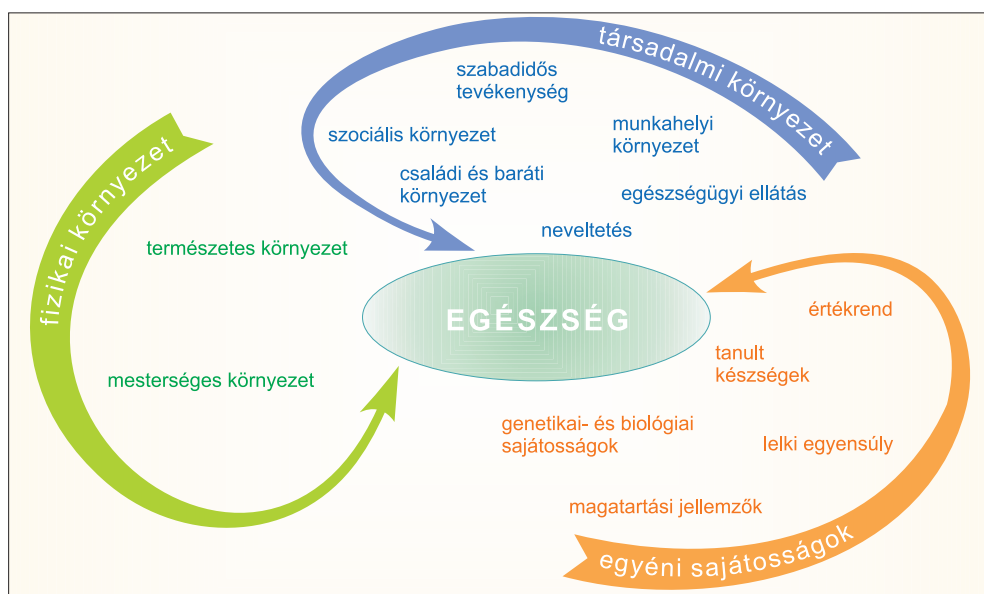 társadalmi környezet
szabadidős
tevékenység
szociális környezet
munkahelyi
környezet
családi és baráti
környezet
egészségügyi ellátás
neveltetés
fizikai környezet
természetes környezet
mesterséges környezet
EGÉSZSÉG
értékrend
tanult
készségek
genetikai- és biológiai
sajátosságok
lelki egyensúly
magatartási jellemzők
egyéni sajátosságok